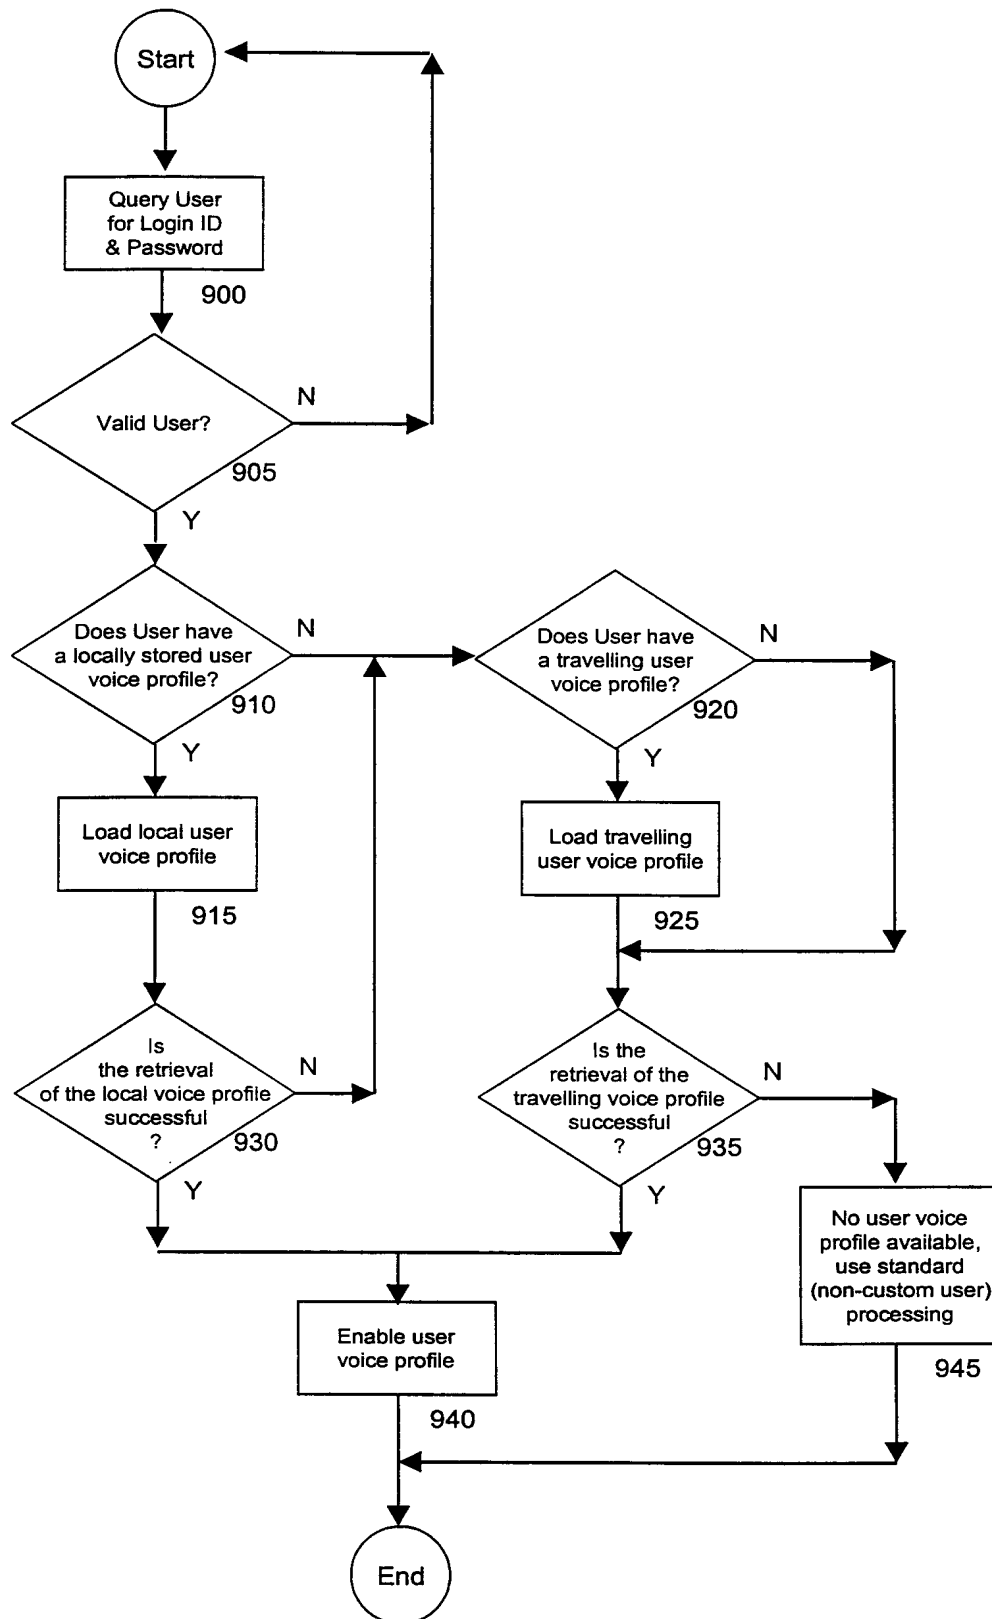 Start
Query User
for Login ID
& Password
900
Valid User?
N
905
Y
Does User have
a locally stored user
voice profile?
N
910
Y
Does User have
a travelling user
voice profile?
N
920
Y
Load local user
voice profile
915
Load travelling
user voice profile
925
Is
the retrieval
of the local voice profile
successful
?
N
930
Y
Is the
retrieval of the
travelling voice profile
successful
?
N
935
Y
No user voice
profile available,
use standard
(non-custom user)
processing
945
Enable user
voice profile
940
End